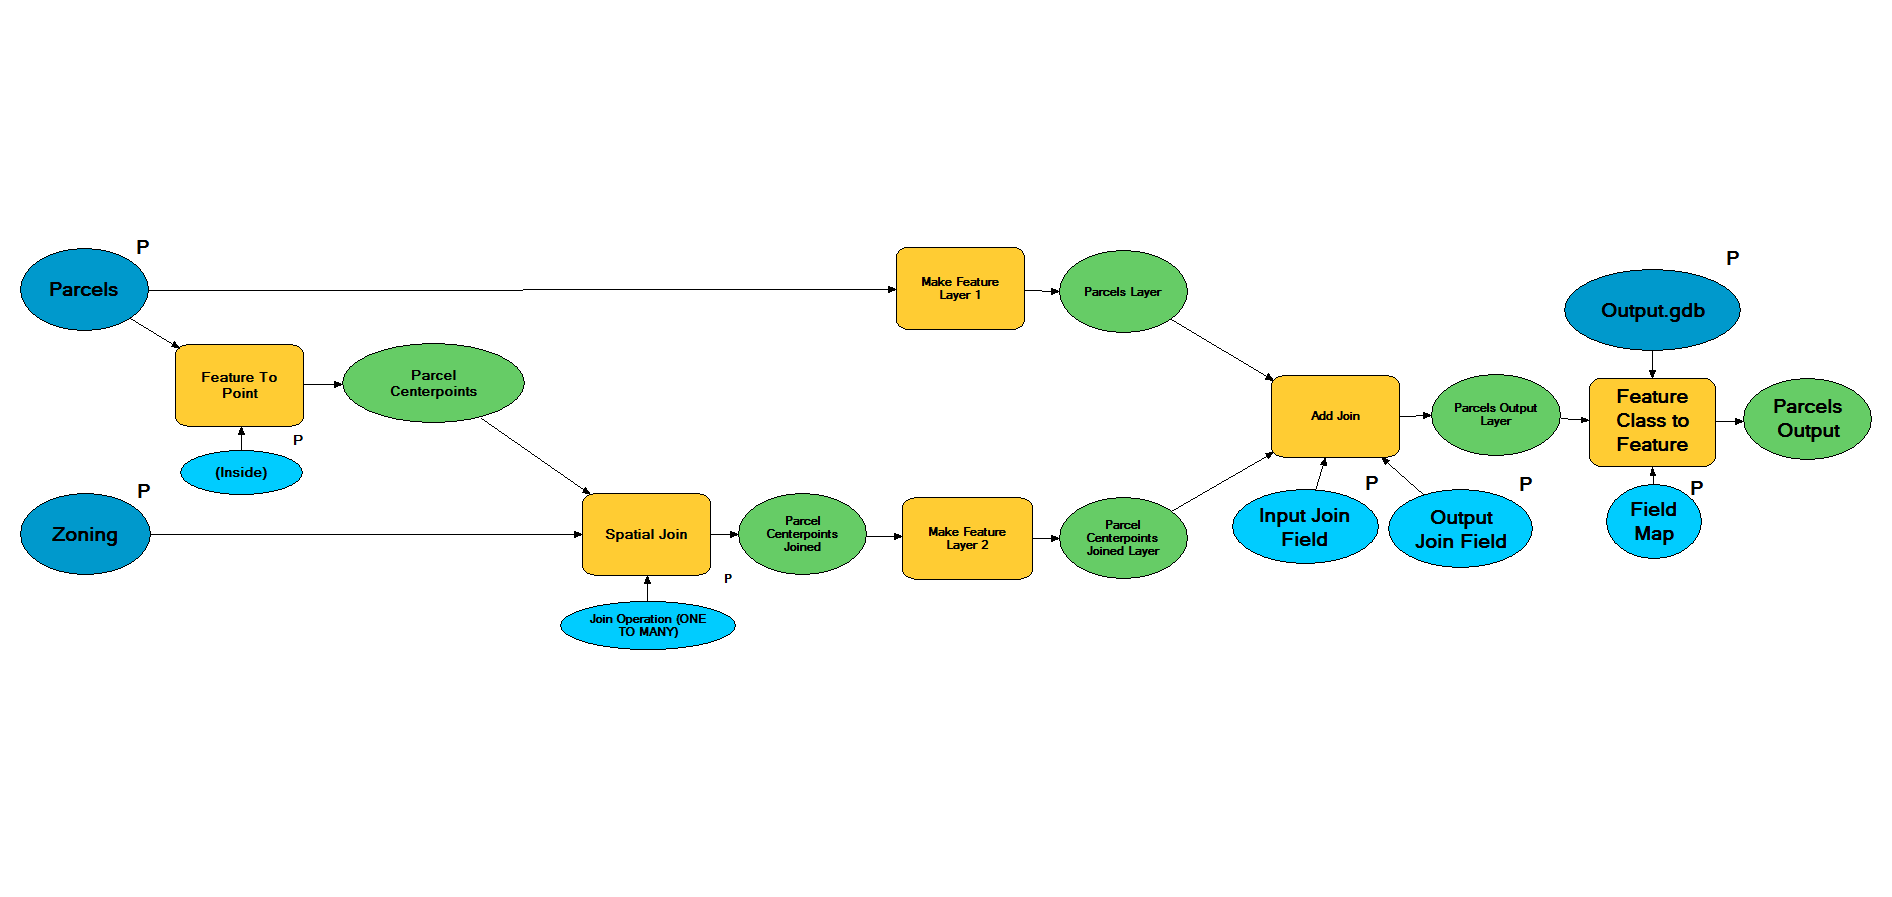 P
Parcels
Make Feature
Layer 1
Parcels Layer
P
Output.gdb
Feature To
Point
P
(Inside)
Parcel
Centerpoints
Add Join
Parcels Output
Layer
Feature
Class to
Feature
Parcels
Output
P
Zoning
Spatial Join
P
Join Operation (ONE
TO MANY)
Parcel
Centerpoints
Joined
Make Feature
Layer 2
Parcel
Centerpoints
Joined Layer
P
Input Join
Field
P
Output
Join Field
P
Field
Map